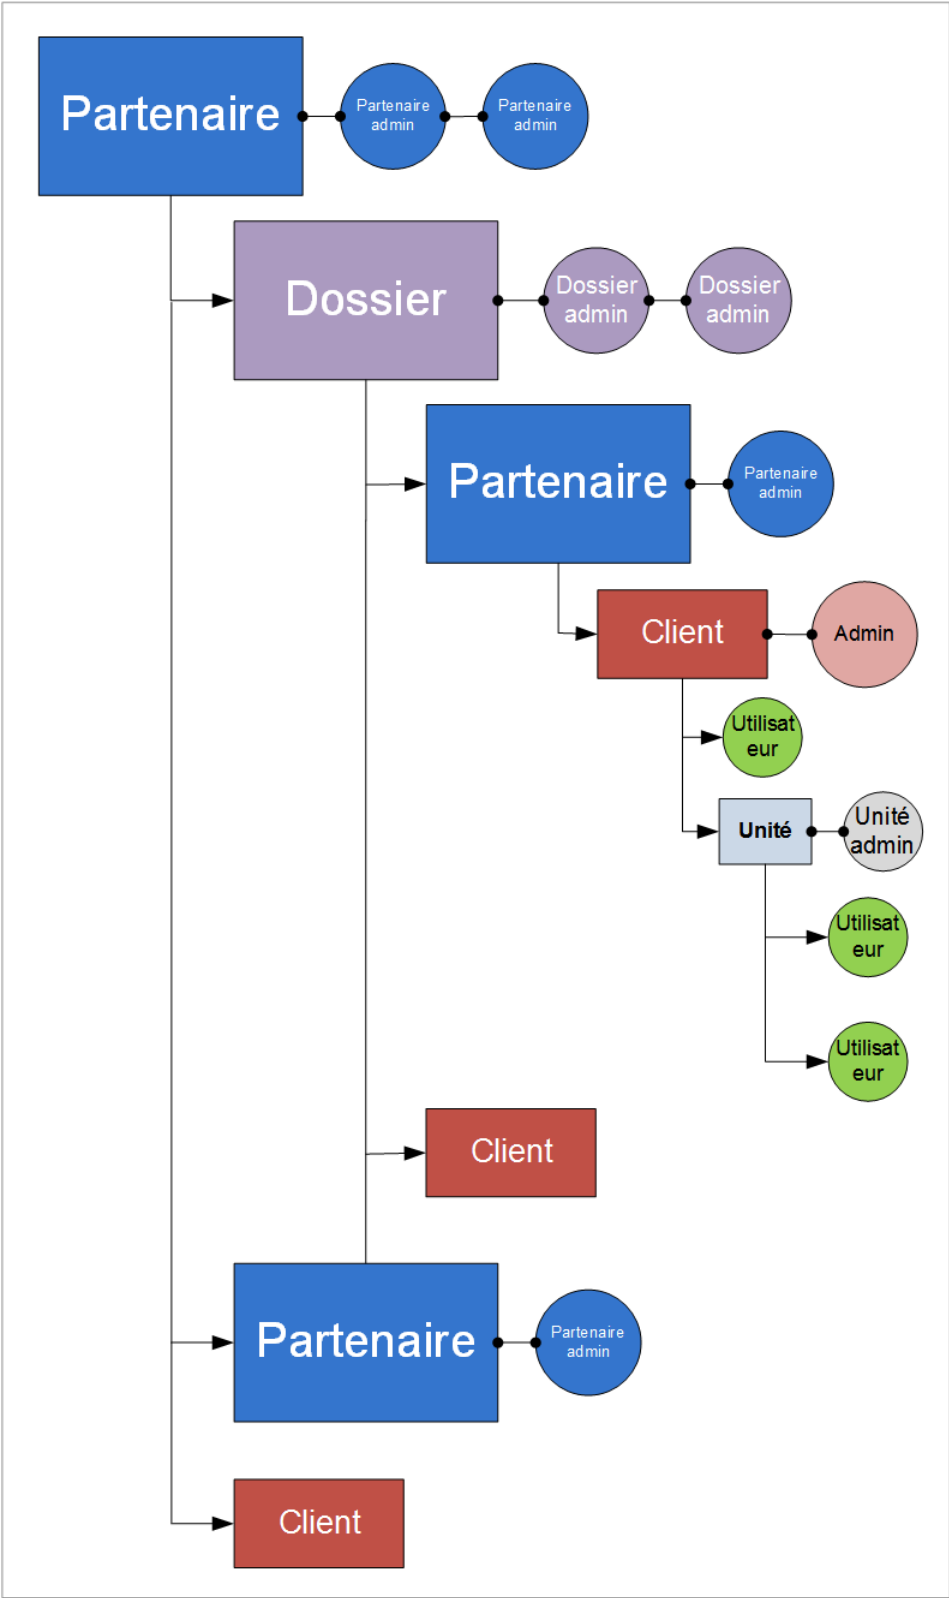 Partenaire
Partenaire
admin
Partenaire
admin
Dossier
Dossier
admin
Dossier
admin
Partenaire
Partenaire
admin
Client
Admin
Utilisat
eur
Unité
Unité
admin
Utilisat
eur
Utilisat
eur
Client
Partenaire
Partenaire
admin
Client